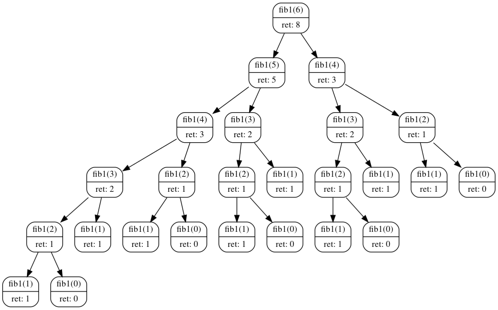 fib1(6)
ret: 8
fib1(5)
ret: 5
fib1(4)
ret: 3
fib1(4)
ret: 3
fib1(3)
ret: 2
fib1(3)
ret: 2
fib1(2)
ret: 1
fib1(3)
ret: 2
fib1(2)
ret: 1
fib1(2)
ret: 1
fib1(1)
ret: 1
fib1(2)
ret: 1
fib1(1)
ret: 1
fib1(1)
ret: 1
fib1(0)
ret: 0
fib1(2)
ret: 1
fib1(1)
ret: 1
fib1(1)
ret: 1
fib1(0)
ret: 0
fib1(1)
ret: 1
fib1(0)
ret: 0
fib1(1)
ret: 1
fib1(0)
ret: 0
fib1(1)
ret: 1
fib1(0)
ret: 0